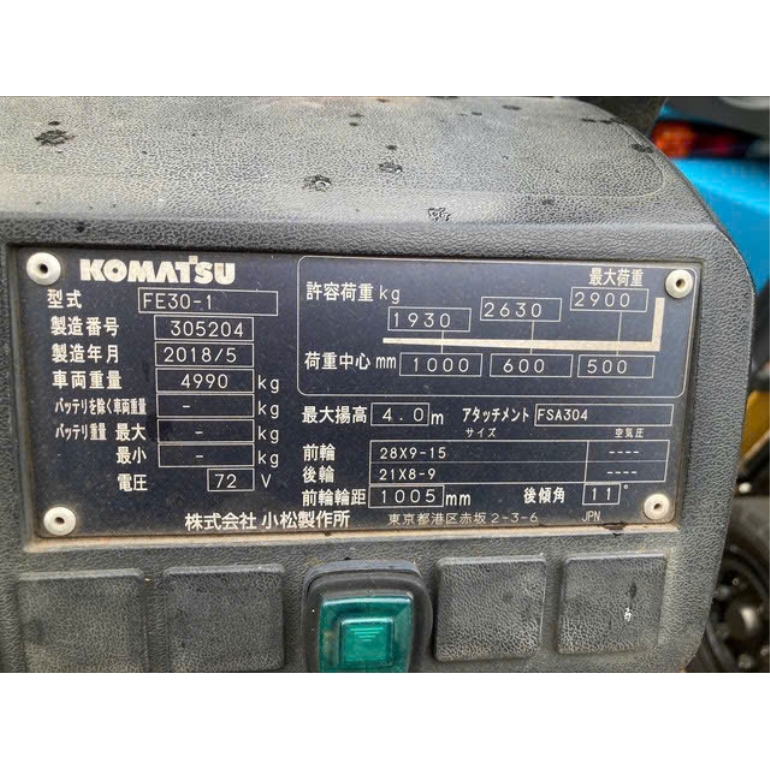 KOMATSU
型式 FE30-1
製造番号 305204
製造年月 2018/5
車両重量 4990 kg
バッテリを除く車両重量 - kg
バッテリ重量 最大 - kg
最小 - kg
電圧 72 V
許容荷重 kg 1930 2630 最大荷重 2900
荷重中心 mm 1000 600 500
最大揚高 4.0 m アタッチメント FSA304
サイズ 空気圧
前輪 28X9-15 ----
後輪 21X8-9 ----
前輪輪距 1005 mm 後傾角 11°
株式会社 小松製作所 東京都港区赤坂2-3-6 JPN